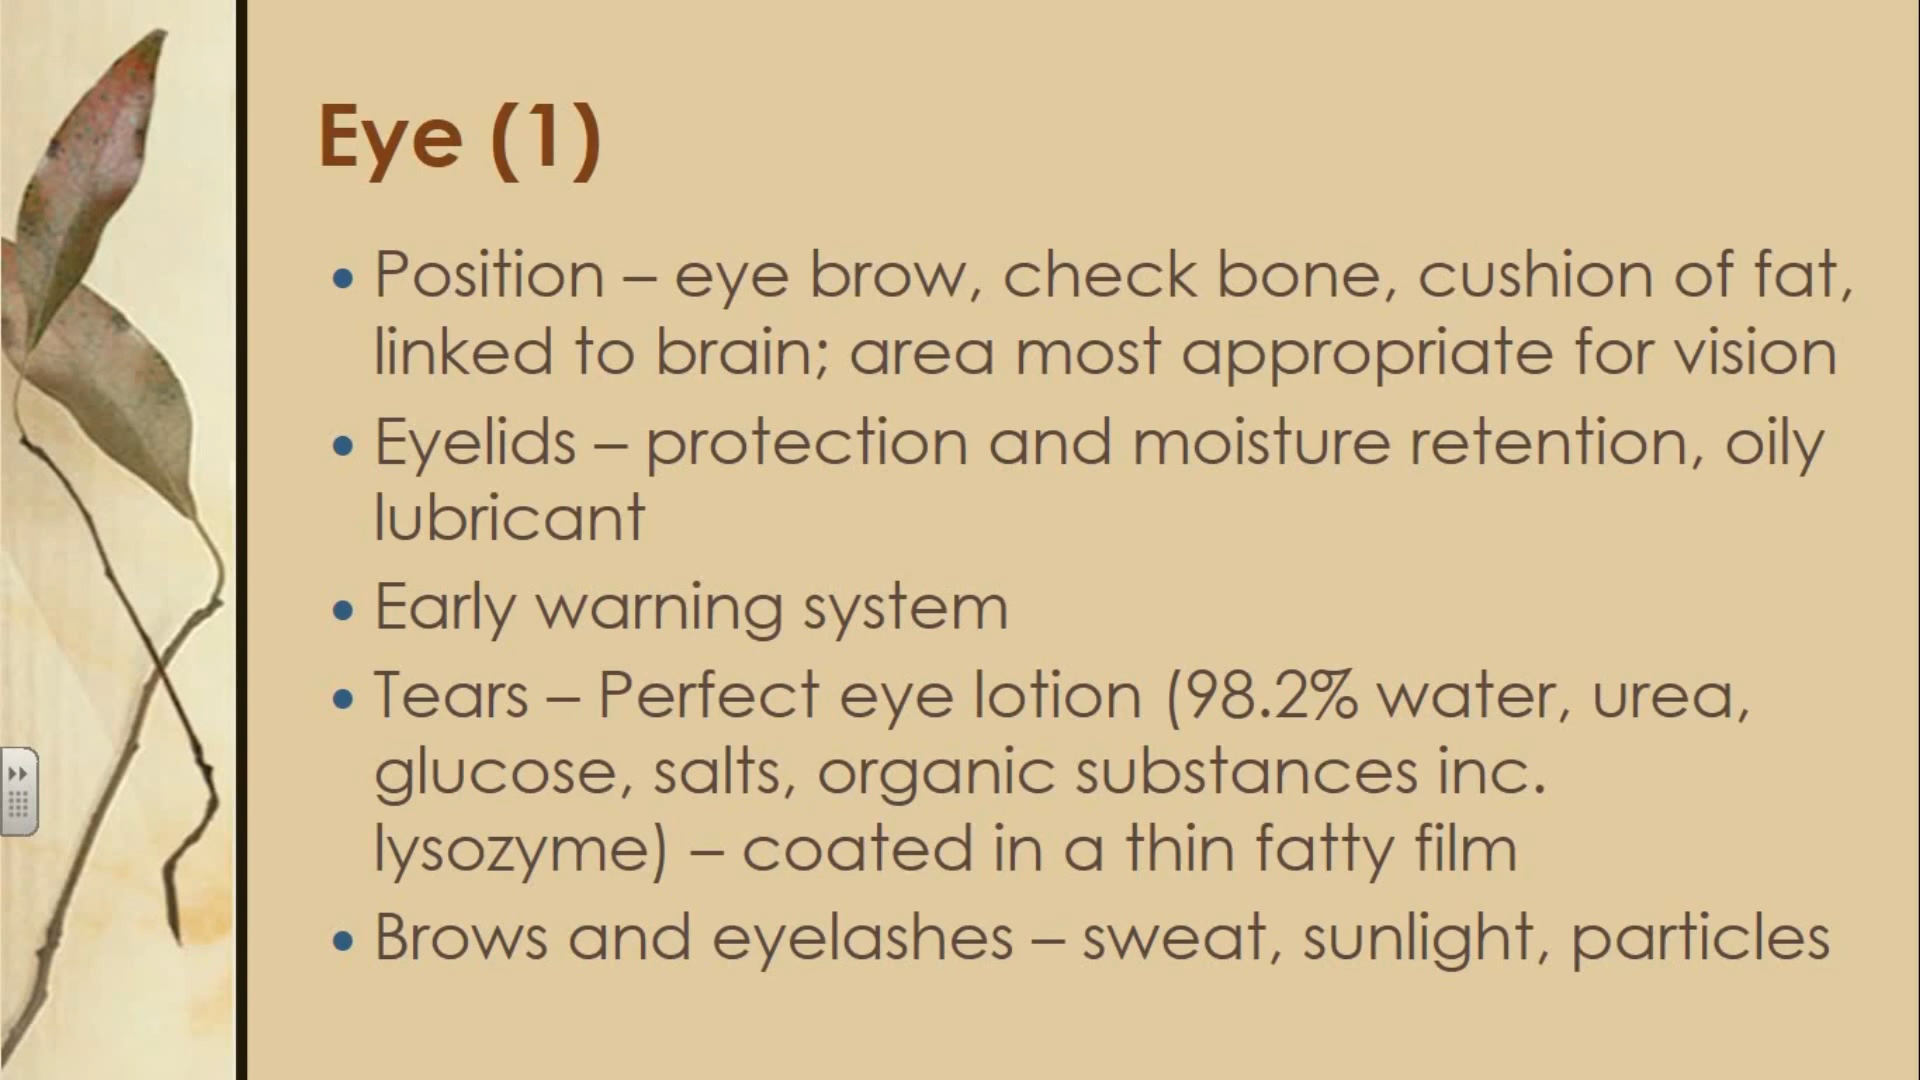 Eye (1)
• Position – eye brow, check bone, cushion of fat,
linked to brain; area most appropriate for vision
• Eyelids – protection and moisture retention, oily
lubricant
• Early warning system
• Tears – Perfect eye lotion (98.2% water, urea,
glucose, salts, organic substances inc.
lysozyme) – coated in a thin fatty film
• Brows and eyelashes – sweat, sunlight, particles